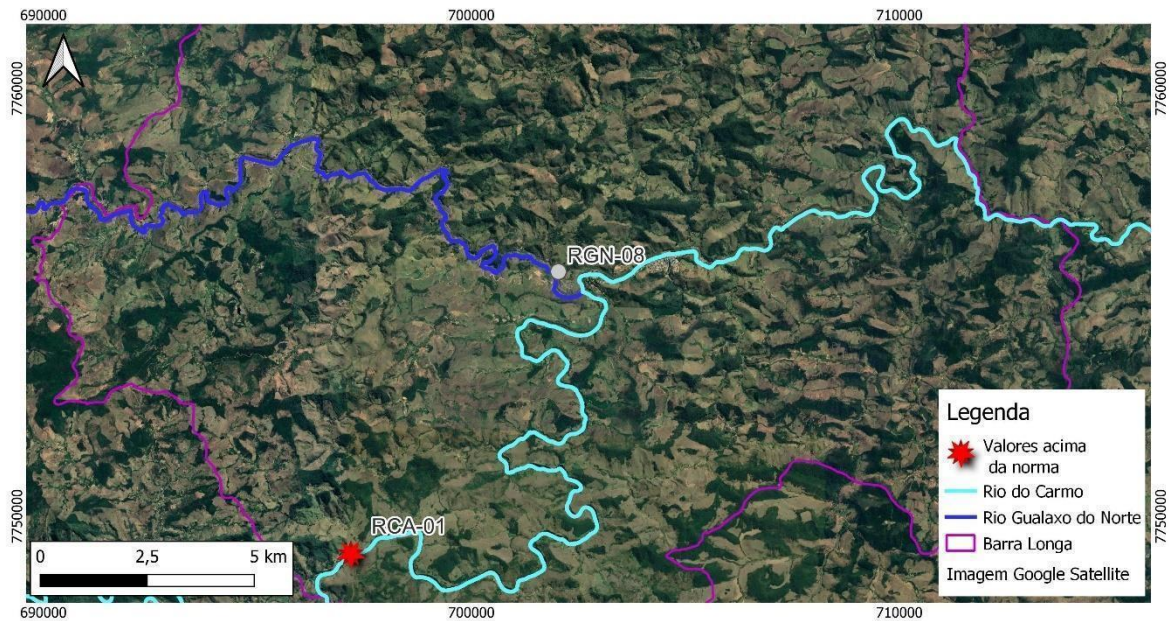 690000
700000
710000
7760000
7760000
RGN-08
Legenda
Valores acima
da norma
Rio do Carmo
Rio Gualaxo do Norte
Barra Longa
Imagem Google Satellite
7750000
7750000
RCA-01
0
2,5
5 km
690000
700000
710000